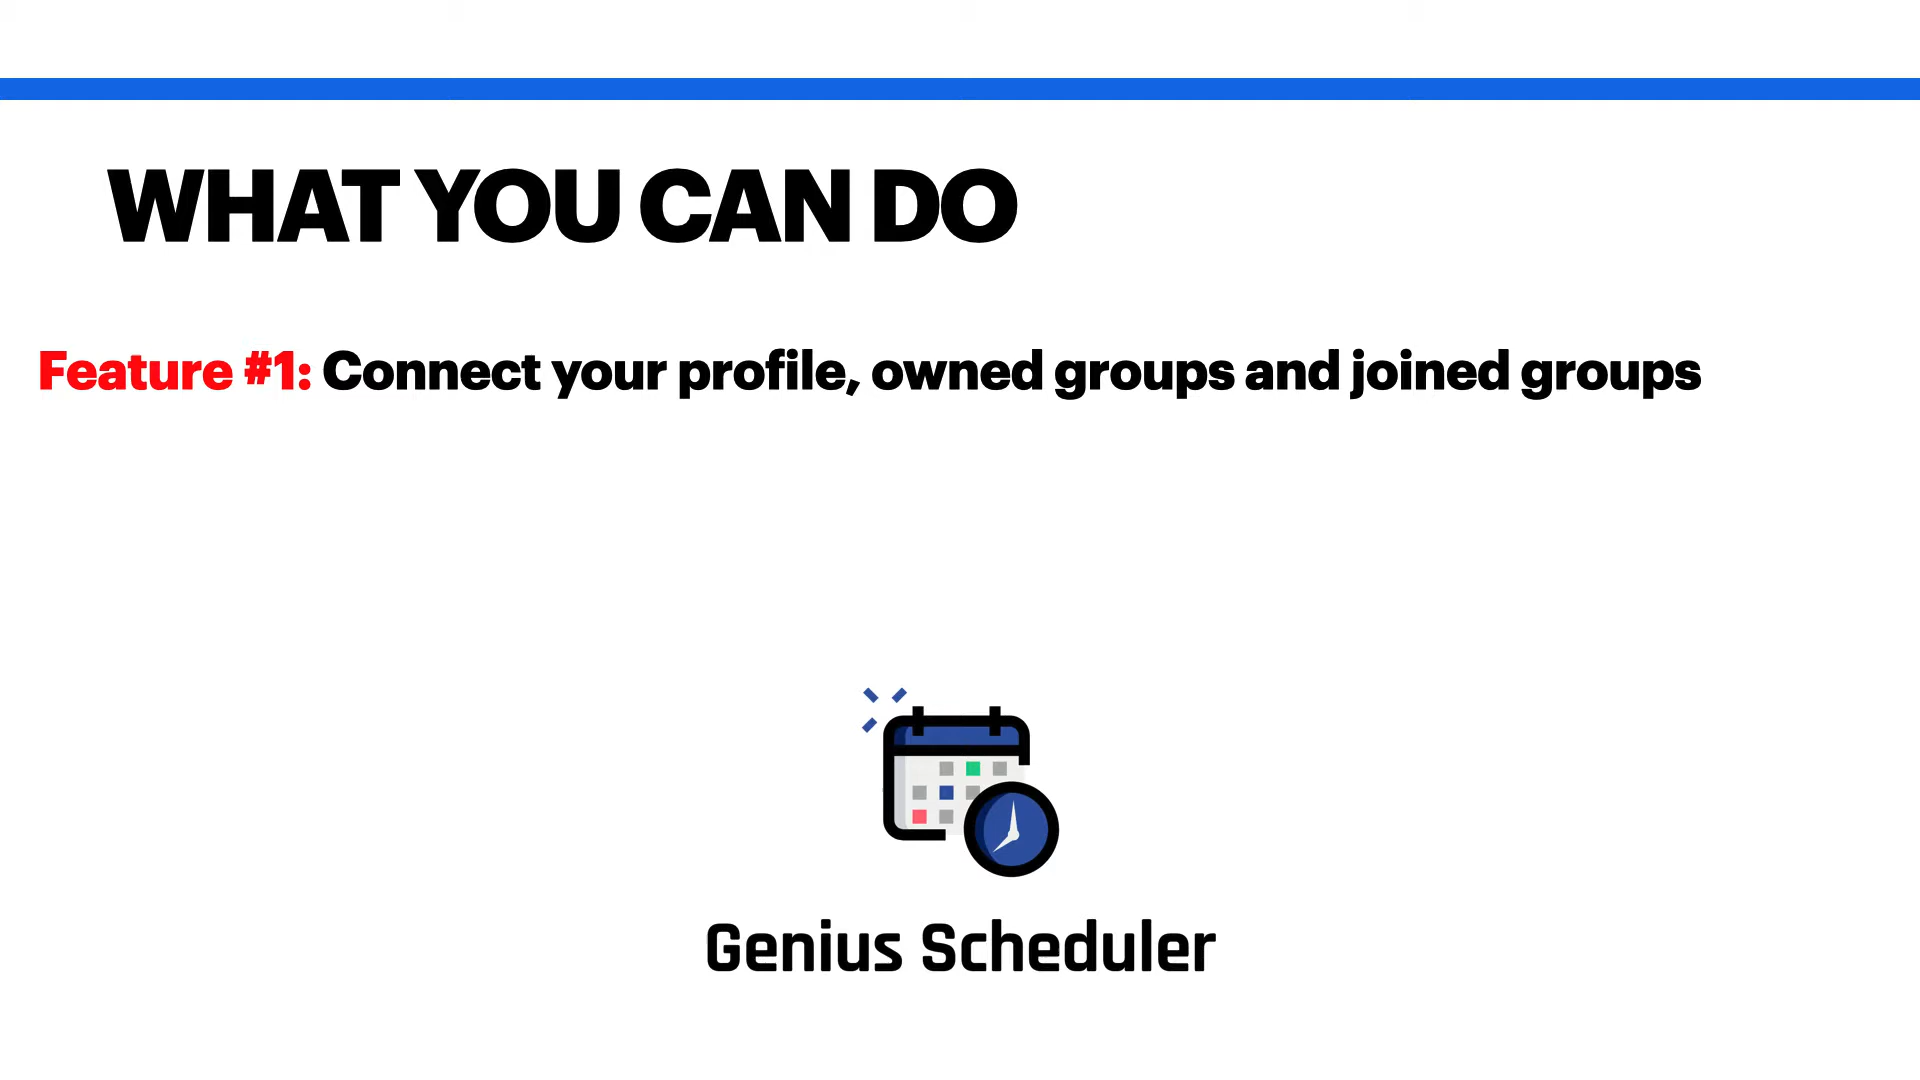 WHAT YOU CAN DO
Feature #1: Connect your profile, owned groups and joined groups
Genius Scheduler